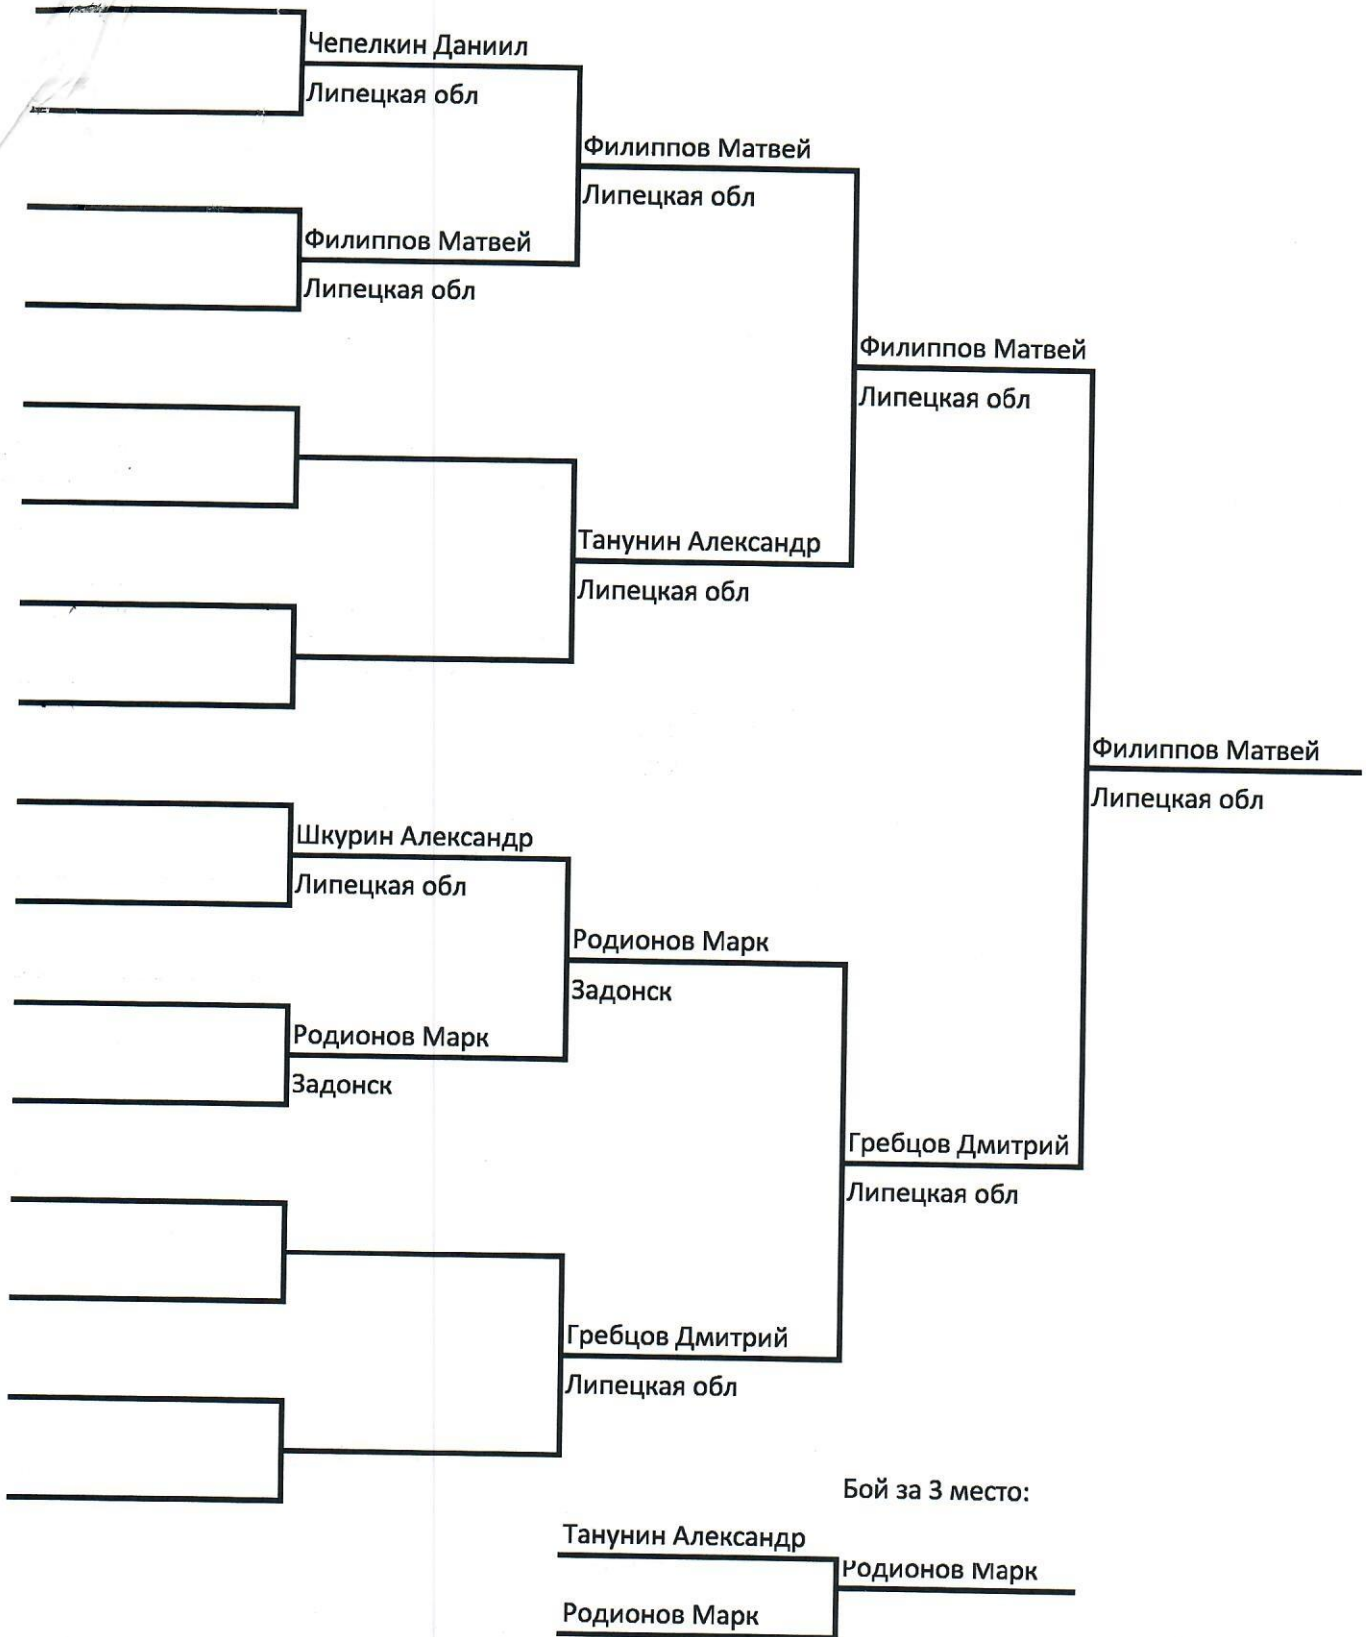 Чепелкин Даниил
Липецкая обл
Филиппов Матвей
Липецкая обл
Филиппов Матвей
Липецкая обл
Филиппов Матвей
Липецкая обл
Танунин Александр
Липецкая обл
Филиппов Матвей
Липецкая обл
Шкурин Александр
Липецкая обл
Родионов Марк
Задонск
Родионов Марк
Задонск
Гребцов Дмитрий
Липецкая обл
Гребцов Дмитрий
Липецкая обл
Бой за 3 место:
Танунин Александр
Родионов Марк
Родионов Марк